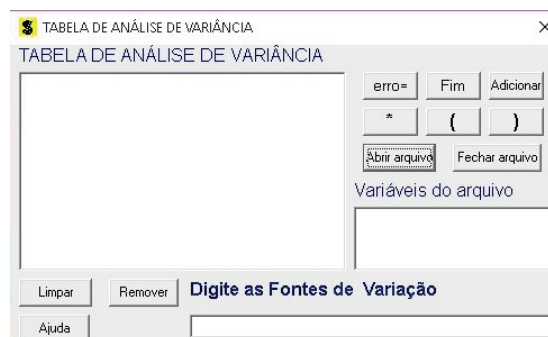 TABELA DE ANÁLISE DE VARIÂNCIA
TABELA DE ANÁLISE DE VARIÂNCIA
erro= Fim Adicionar
* ( )
Abrir arquivo Fechar arquivo
Variáveis do arquivo
Limpar Remover Digite as Fontes de Variação
Ajuda